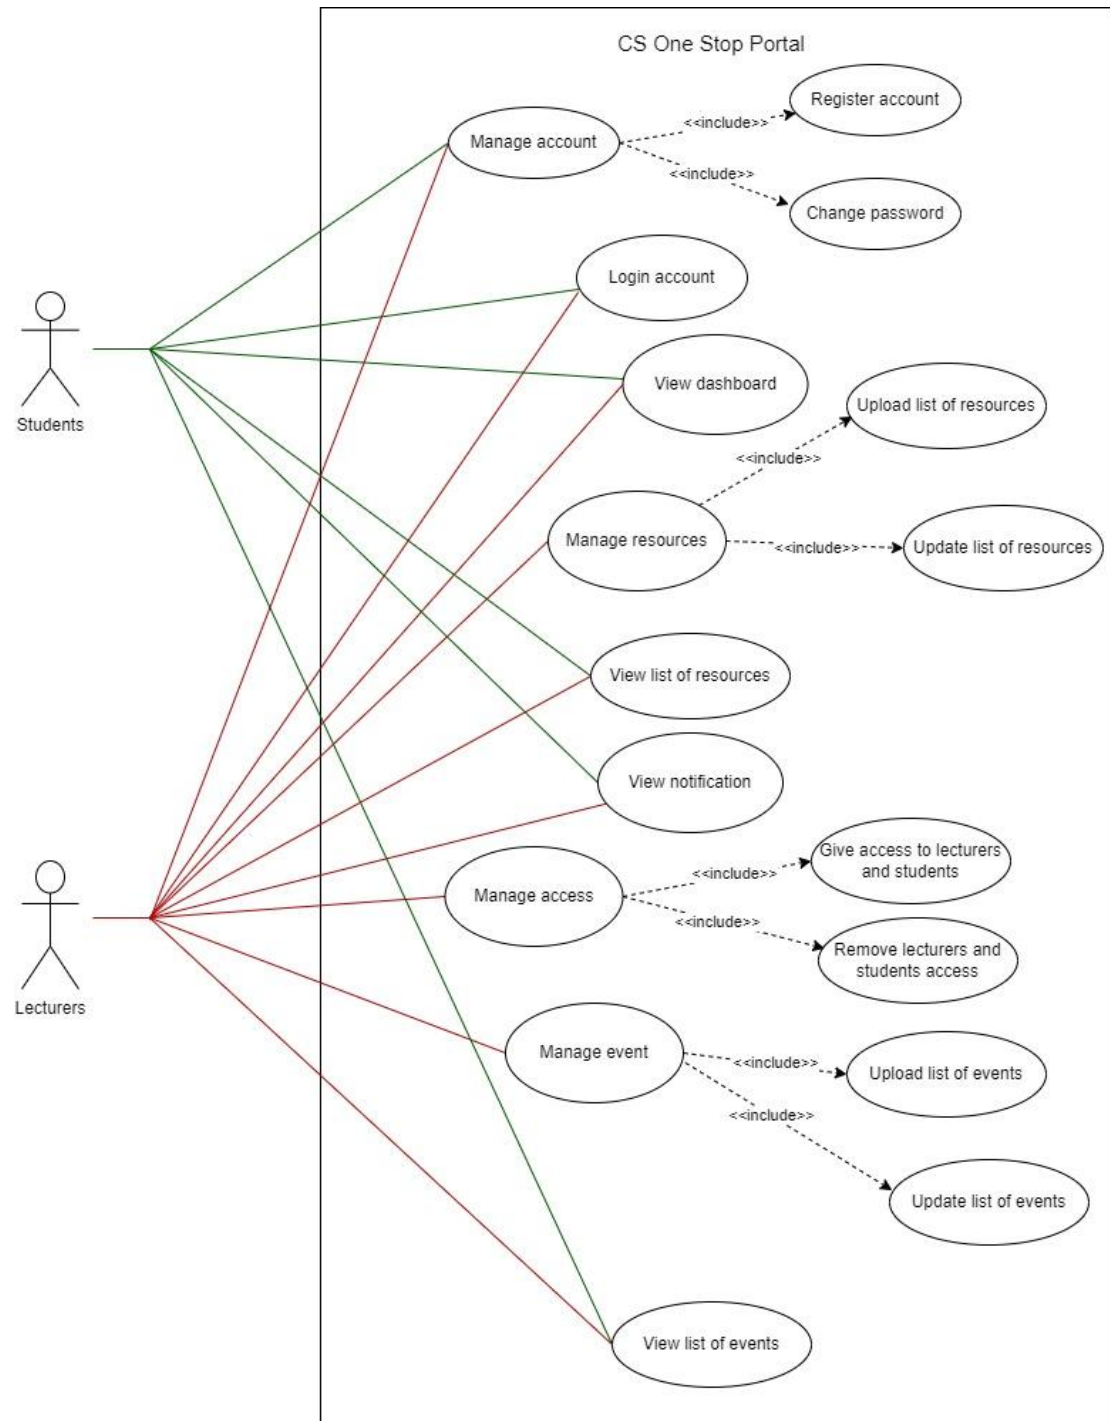 CS One Stop Portal
Register account
<<include>>
Manage account
<<include>>
Change password
Login account
View dashboard
Students
Upload list of resources
<<include>>
Manage resources
<<include>>
Update list of resources
View list of resources
View notification
Give access to lecturers
and students
<<include>>
Manage access
<<include>>
Remove lecturers and
students access
Lecturers
Manage event
<<include>>
Upload list of events
<<include>>
Update list of events
View list of events